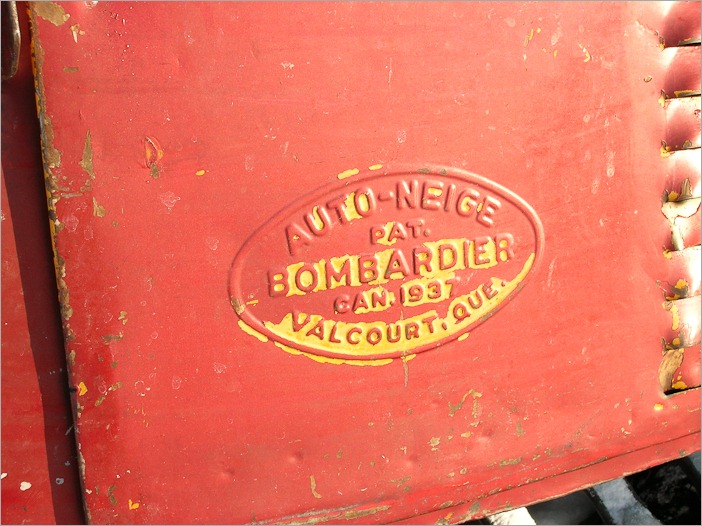 AUTO-NEIGE
PAT.
BOMBARDIER
CAN. 1937
VALCOURT, QUE.